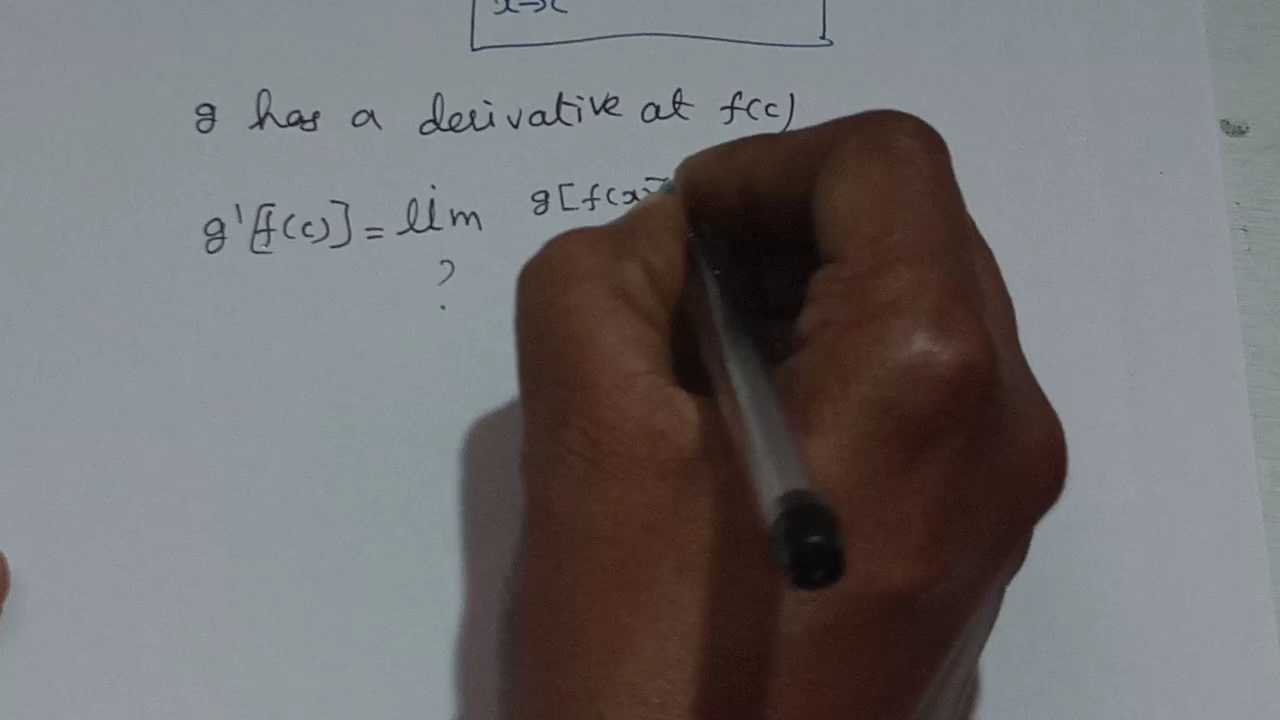 x→c
g has a derivative at f(c)
g'[f(c)] = lim g[f(x)
?